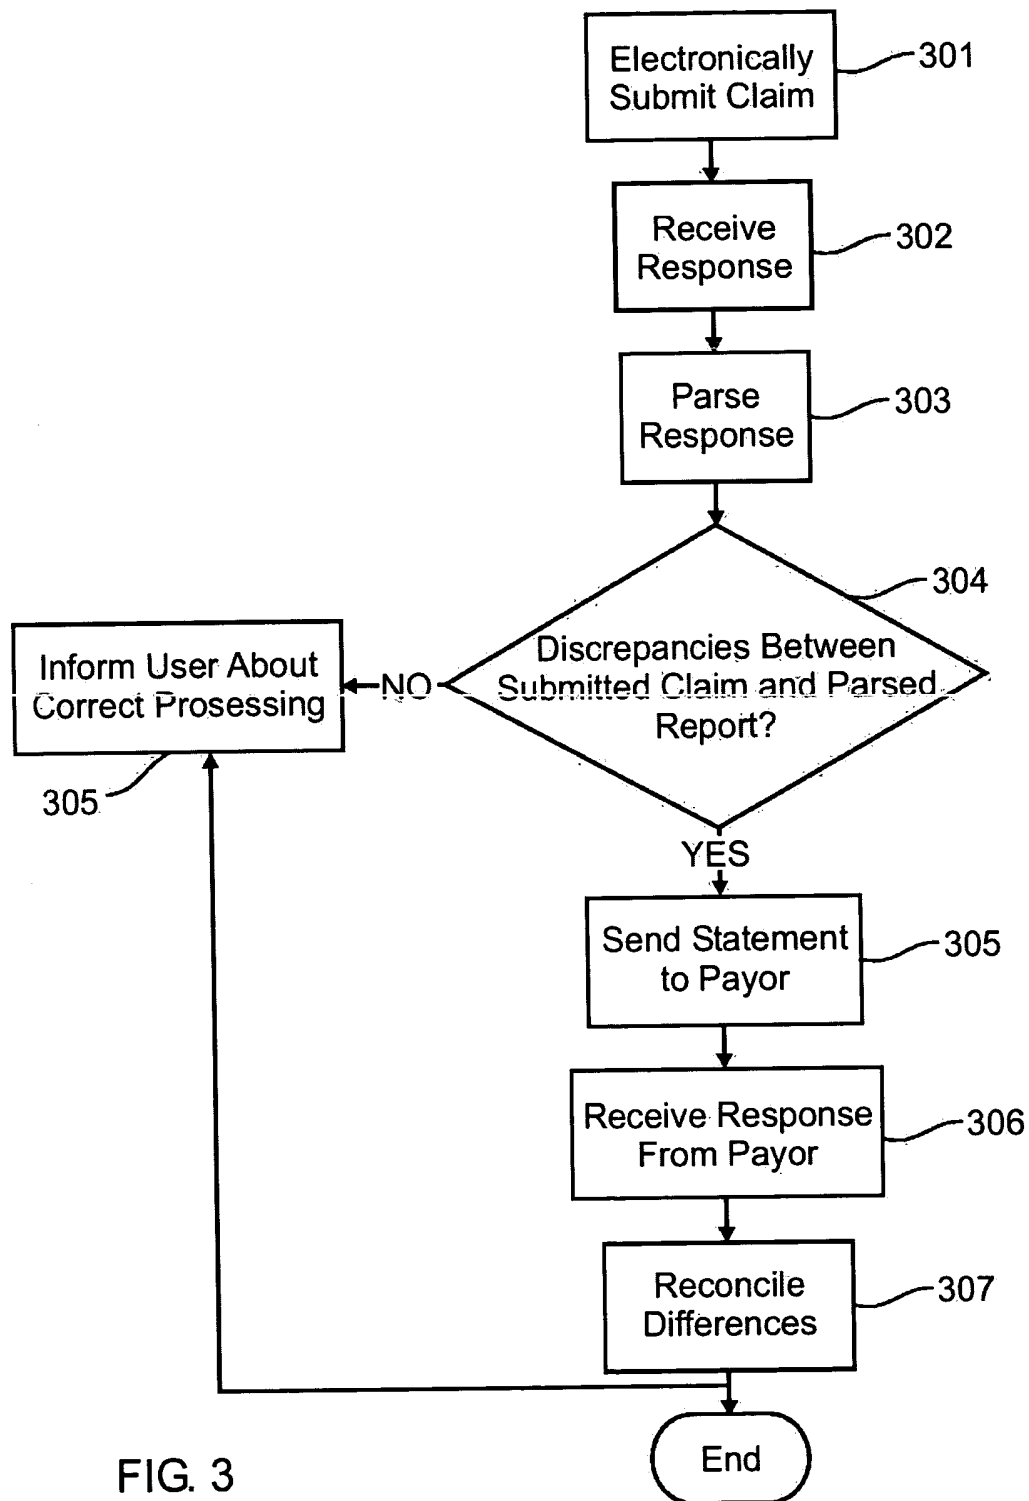 Electronically
Submit Claim
301
Receive
Response
302
Parse
Response
303
304
Discrepancies Between
Submitted Claim and Parsed
Report?
NO
Inform User About
Correct Prosessing
305
YES
Send Statement
to Payor
305
Receive Response
From Payor
306
Reconcile
Differences
307
End
FIG. 3